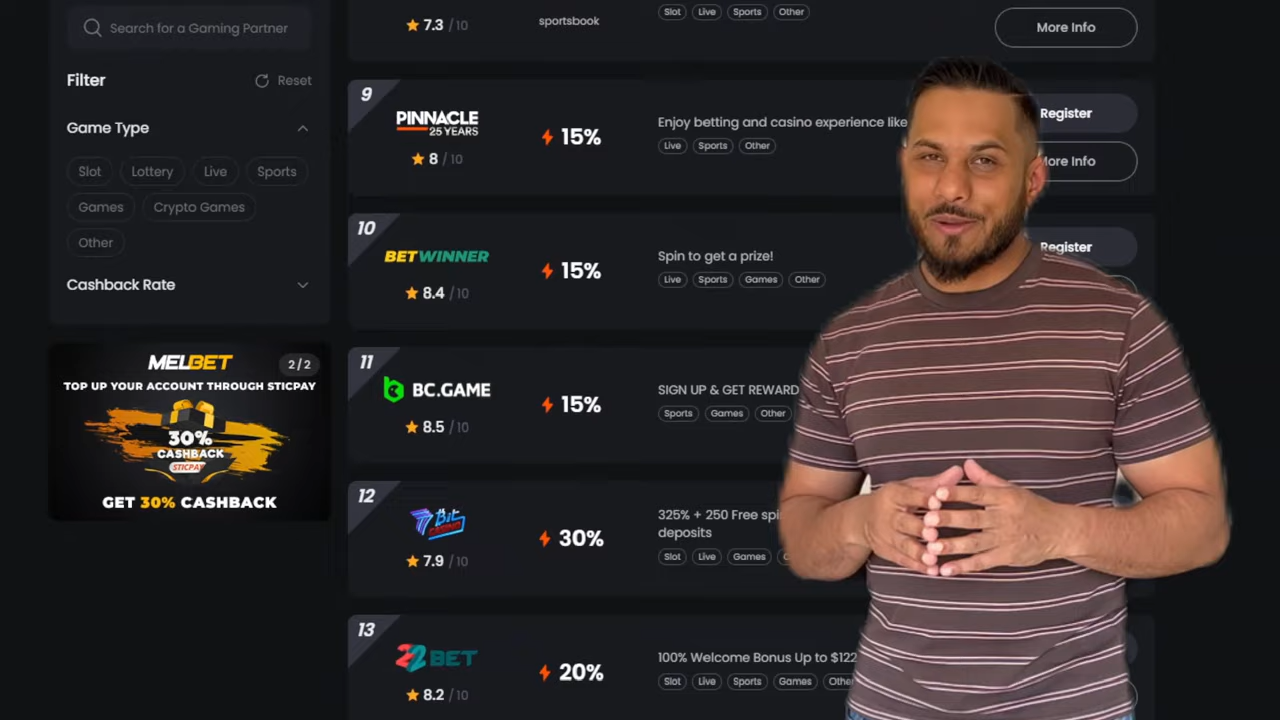 Search for a Gaming Partner
Filter
Reset
Game Type
Slot
Lottery
Live
Sports
Games
Crypto Games
Other
Cashback Rate
MELBET
2/2
TOP UP YOUR ACCOUNT THROUGH STICPAY
30%
CASHBACK
STICPAY
GET 30% CASHBACK
7.3 / 10
sportsbook
Slot Live Sports Other
More Info
9
PINNACLE
25 YEARS
8 / 10
15%
Enjoy betting and casino experience like
Live Sports Other
Register
More Info
10
BETWINNER
8.4 / 10
15%
Spin to get a prize!
Live Sports Games Other
Register
11
BC.GAME
8.5 / 10
15%
SIGN UP & GET REWARD
Sports Games Other
12
7Bit
CASINO
7.9 / 10
30%
325% + 250 Free
deposits
Slot Live Games
13
22BET
8.2 / 10
20%
100% Welcome Bonus Up to $122
Slot Live Sports Games Other